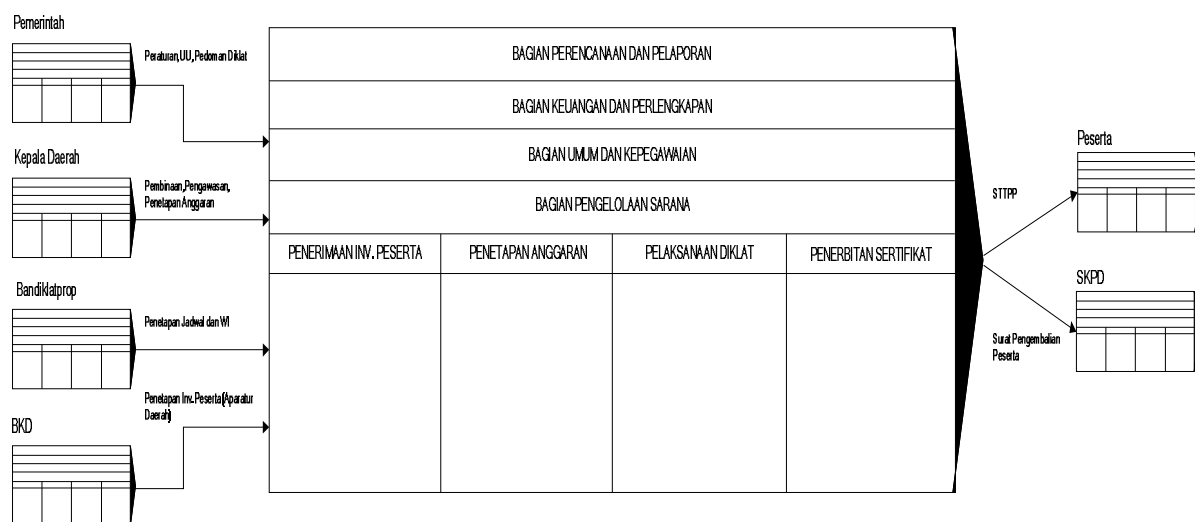 Pemerintah
Peraturan, UU, Pedoman Diklat
Kepala Daerah
Pembinaan, Pengawasan,
Penetapan Anggaran
Bandiklatprop
Penetapan Jadwal dan WI
BKD
Penetapan Inv. Peserta (Aparatur
Daerah)
BAGIAN PERENCANAAN DAN PELAPORAN
BAGIAN KEUANGAN DAN PERLENGKAPAN
BAGIAN UMUM DAN KEPEGAWAIAN
BAGIAN PENGELOLAAN SARANA
PENERIMAAN INV. PESERTA
PENETAPAN ANGGARAN
PELAKSANAAN DIKLAT
PENERBITAN SERTIFIKAT
STTPP
Peserta
Surat Pengembalian
Peserta
SKPD